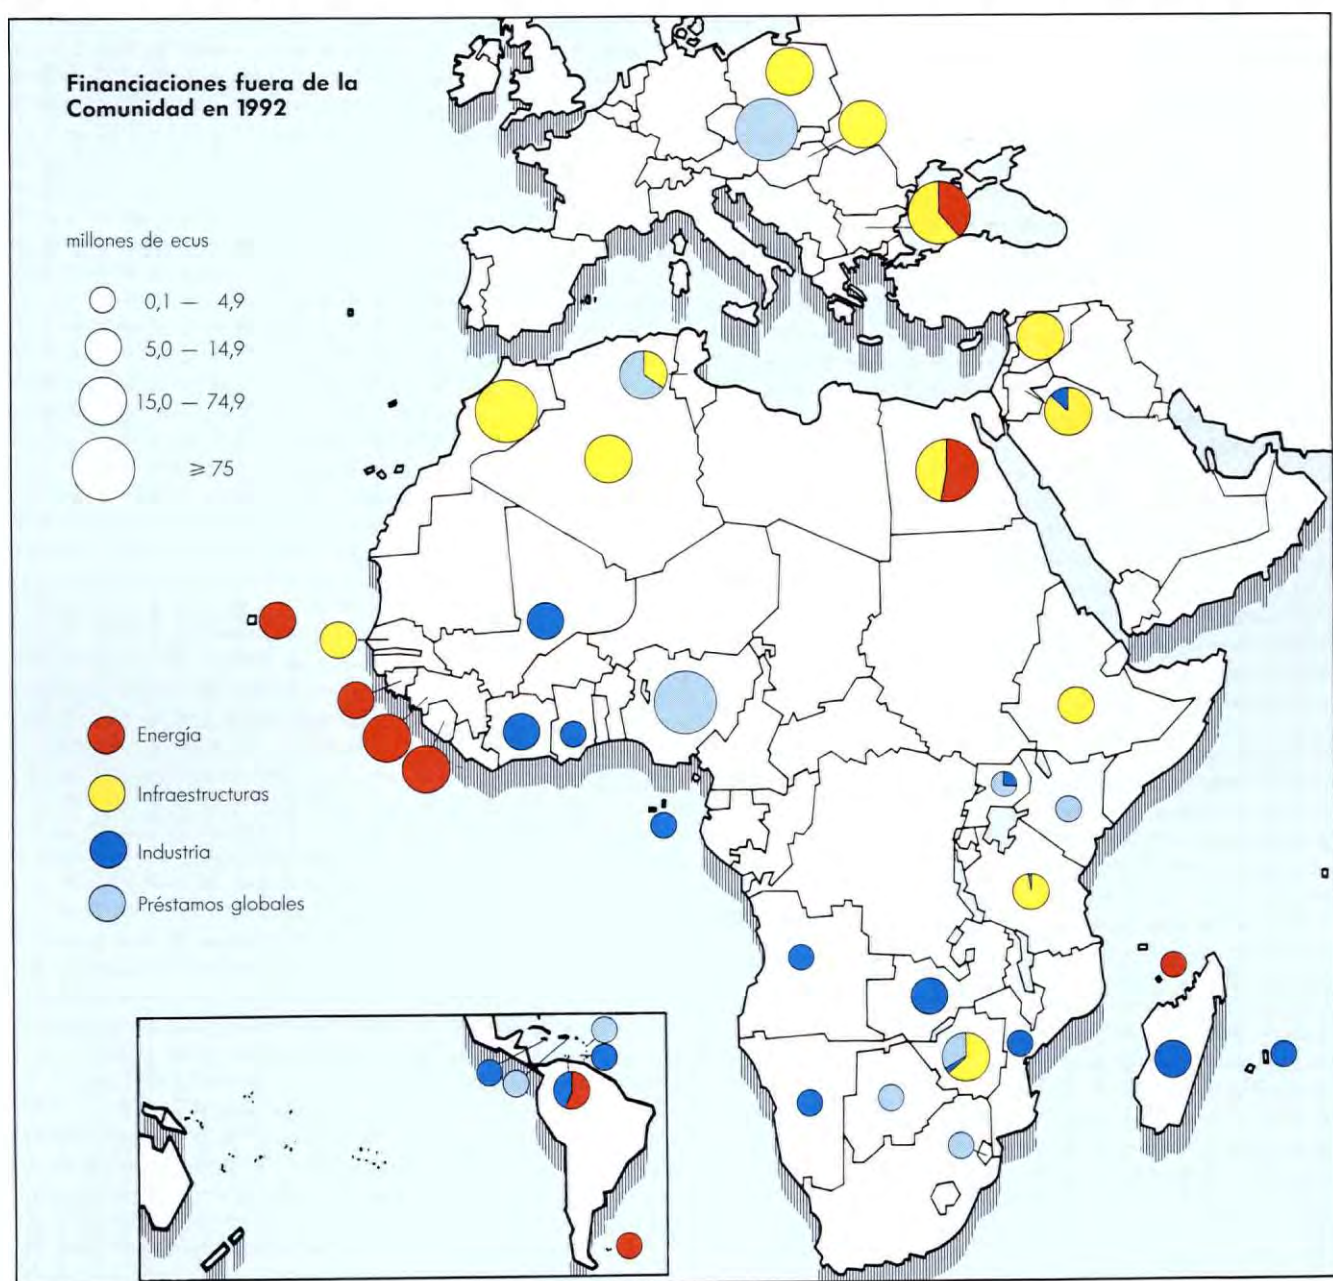 Financiaciones fuera de la
Comunidad en 1992
millones de ecus
0,1 — 4,9
5,0 — 14,9
15,0 — 74,9
⩾ 75
Energía
Infraestructuras
Industria
Préstamos globales